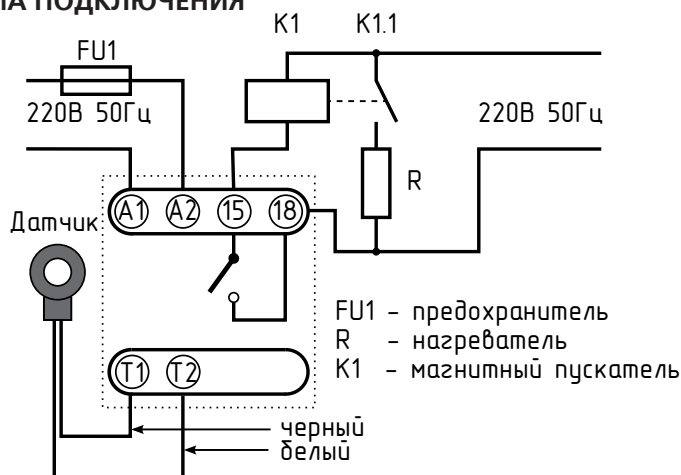 ПОДКЛЮЧЕНИЯ
K1 K1.1
FU1
220В 50Гц 220В 50Гц
R
A1 A2 15 18
Датчик
FU1 - предохранитель
R - нагреватель
K1 - магнитный пускатель
T1 T2
черный
белый